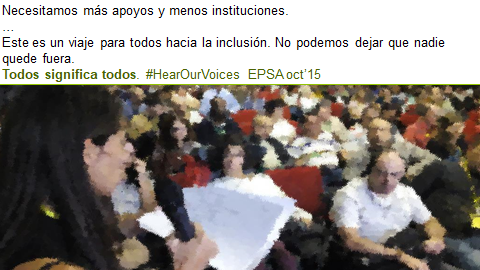 Necesitamos más apoyos y menos instituciones.
…
Este es un viaje para todos hacia la inclusión. No podemos dejar que nadie
quede fuera.
Todos significa todos. #HearOurVoices EPSA oct’15